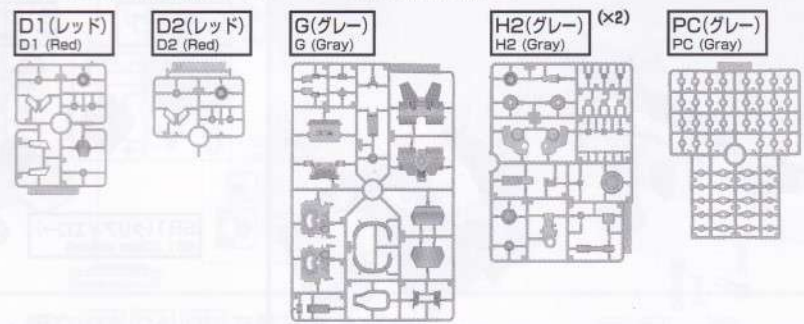 D1(レッド)
D1 (Red)
D2(レッド)
D2 (Red)
G(グレー)
G (Gray)
H2(グレー) (×2)
H2 (Gray)
PC(グレー)
PC (Gray)